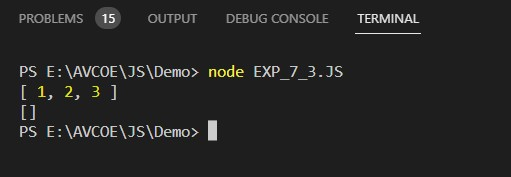 PROBLEMS 15 OUTPUT DEBUG CONSOLE TERMINAL
PS E:\AVCOE\JS\Demo> node EXP_7_3.JS
[ 1, 2, 3 ]
[]
PS E:\AVCOE\JS\Demo>